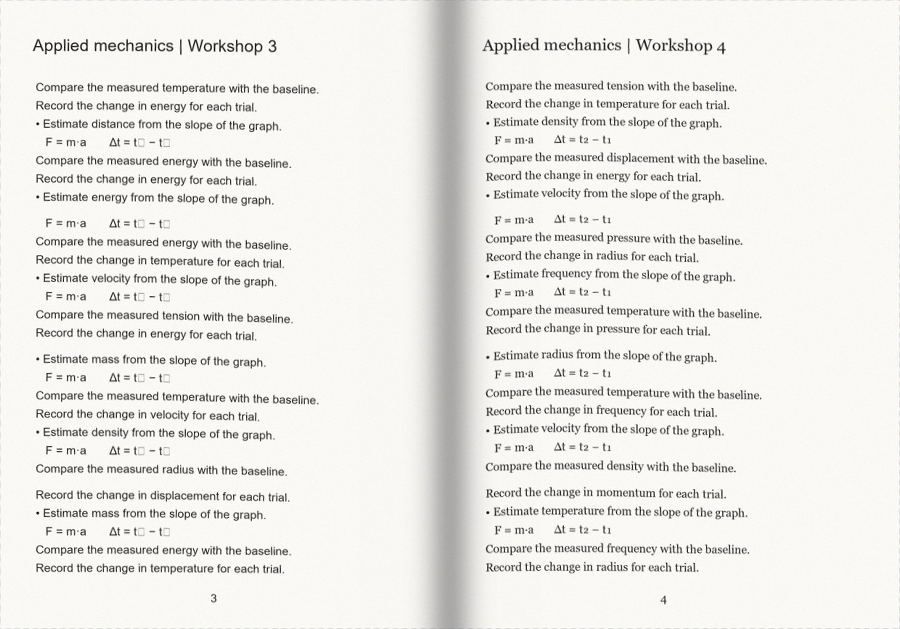 Applied mechanics | Workshop 3
Compare the measured temperature with the baseline.
Record the change in energy for each trial.
• Estimate distance from the slope of the graph.
F = m·a Δt = t□ − t□
Compare the measured energy with the baseline.
Record the change in energy for each trial.
• Estimate energy from the slope of the graph.
F = m·a Δt = t□ − t□
Compare the measured energy with the baseline.
Record the change in temperature for each trial.
• Estimate velocity from the slope of the graph.
F = m·a Δt = t□ − t□
Compare the measured tension with the baseline.
Record the change in energy for each trial.
• Estimate mass from the slope of the graph.
F = m·a Δt = t□ − t□
Compare the measured temperature with the baseline.
Record the change in velocity for each trial.
• Estimate density from the slope of the graph.
F = m·a Δt = t□ − t□
Compare the measured radius with the baseline.
Record the change in displacement for each trial.
• Estimate mass from the slope of the graph.
F = m·a Δt = t□ − t□
Compare the measured energy with the baseline.
Record the change in temperature for each trial.
3
Applied mechanics | Workshop 4
Compare the measured tension with the baseline.
Record the change in temperature for each trial.
• Estimate density from the slope of the graph.
F = m·a Δt = t₂ − t₁
Compare the measured displacement with the baseline.
Record the change in energy for each trial.
• Estimate velocity from the slope of the graph.
F = m·a Δt = t₂ − t₁
Compare the measured pressure with the baseline.
Record the change in radius for each trial.
• Estimate frequency from the slope of the graph.
F = m·a Δt = t₂ − t₁
Compare the measured temperature with the baseline.
Record the change in pressure for each trial.
• Estimate radius from the slope of the graph.
F = m·a Δt = t₂ − t₁
Compare the measured temperature with the baseline.
Record the change in frequency for each trial.
• Estimate velocity from the slope of the graph.
F = m·a Δt = t₂ − t₁
Compare the measured density with the baseline.
Record the change in momentum for each trial.
• Estimate temperature from the slope of the graph.
F = m·a Δt = t₂ − t₁
Compare the measured frequency with the baseline.
Record the change in radius for each trial.
4